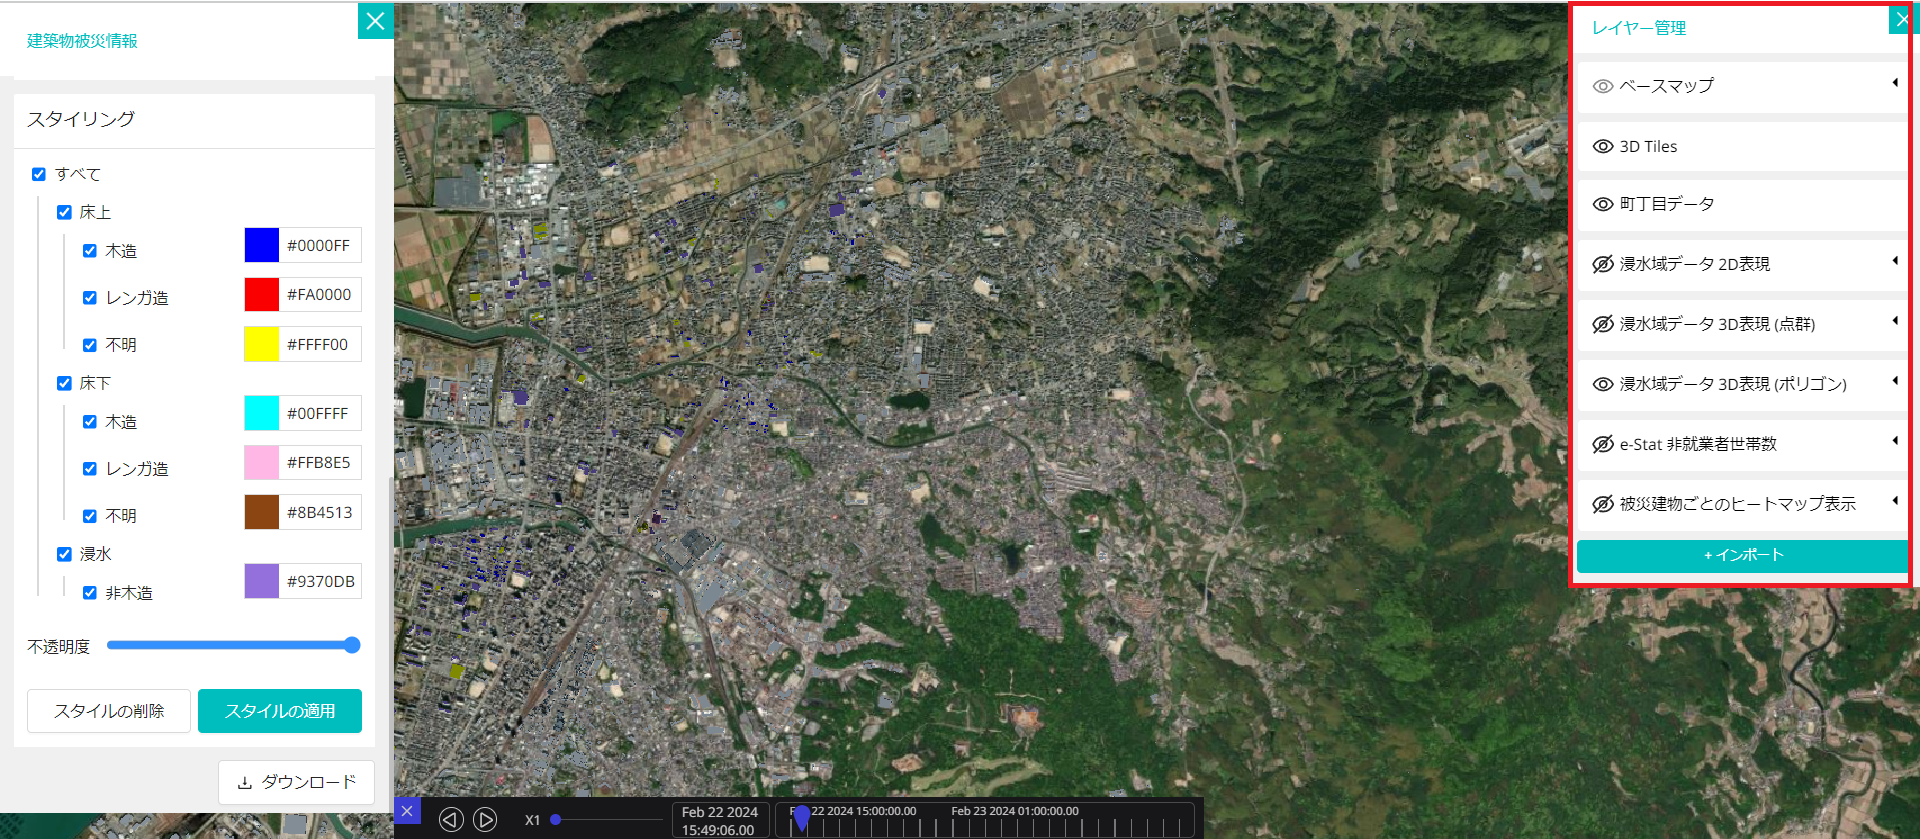 建築物被災情報
スタイリング
すべて
床上
木造 #0000FF
レンガ造 #FA0000
不明 #FFFF00
床下
木造 #00FFFF
レンガ造 #FFB8E5
不明 #8B4513
浸水
非木造 #9370DB
不透明度
スタイルの削除 スタイルの適用
ダウンロード
レイヤー管理
ベースマップ
3D Tiles
町丁目データ
浸水域データ 2D表現
浸水域データ 3D表現 (点群)
浸水域データ 3D表現 (ポリゴン)
e-Stat 非就業者世帯数
被災建物ごとのヒートマップ表示
+ インポート
X1
Feb 22 2024
15:49:06.00
22 2024 15:00:00.00 Feb 23 2024 01:00:00.00